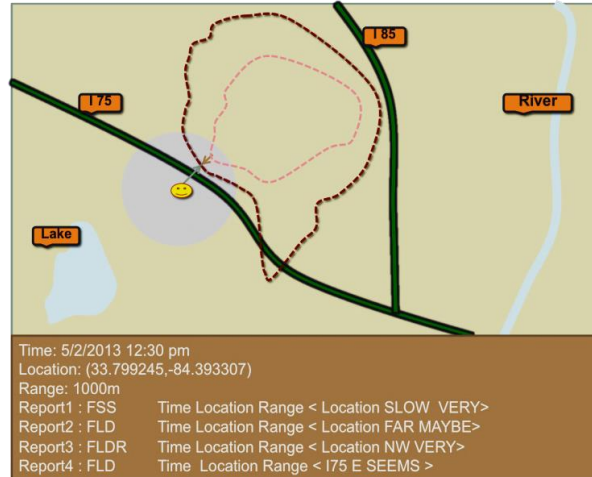 I 85
I 75
River
Lake
Time: 5/2/2013 12:30 pm
Location: (33.799245,-84.393307)
Range: 1000m
Report1 : FSS Time Location Range < Location SLOW VERY>
Report2 : FLD Time Location Range < Location FAR MAYBE>
Report3 : FLDR Time Location Range < Location NW VERY>
Report4 : FLD Time Location Range < I75 E SEEMS >